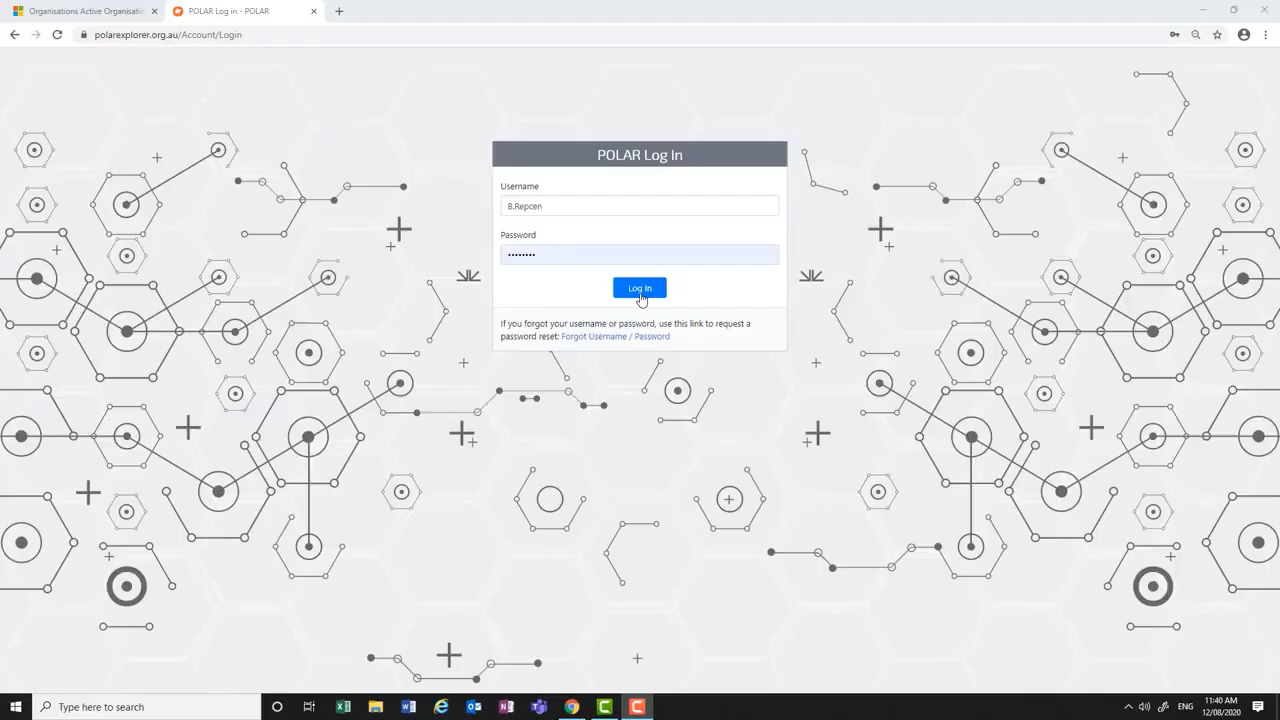 Organisations Active Organisatio
POLAR Log in - POLAR
polarexplorer.org.au/Account/Login
POLAR Log In
Username
B.Repcen
Password
••••••••
Log In
If you forgot your username or password, use this link to request a
password reset: Forgot Username / Password
Type here to search
ENG
11:40 AM
12/08/2020